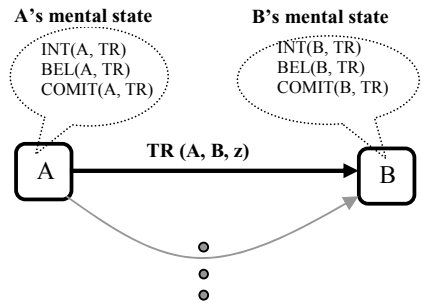 A's mental state
B's mental state
INT(A, TR)
BEL(A, TR)
COMIT(A, TR)
INT(B, TR)
BEL(B, TR)
COMIT(B, TR)
TR (A, B, z)
A
B